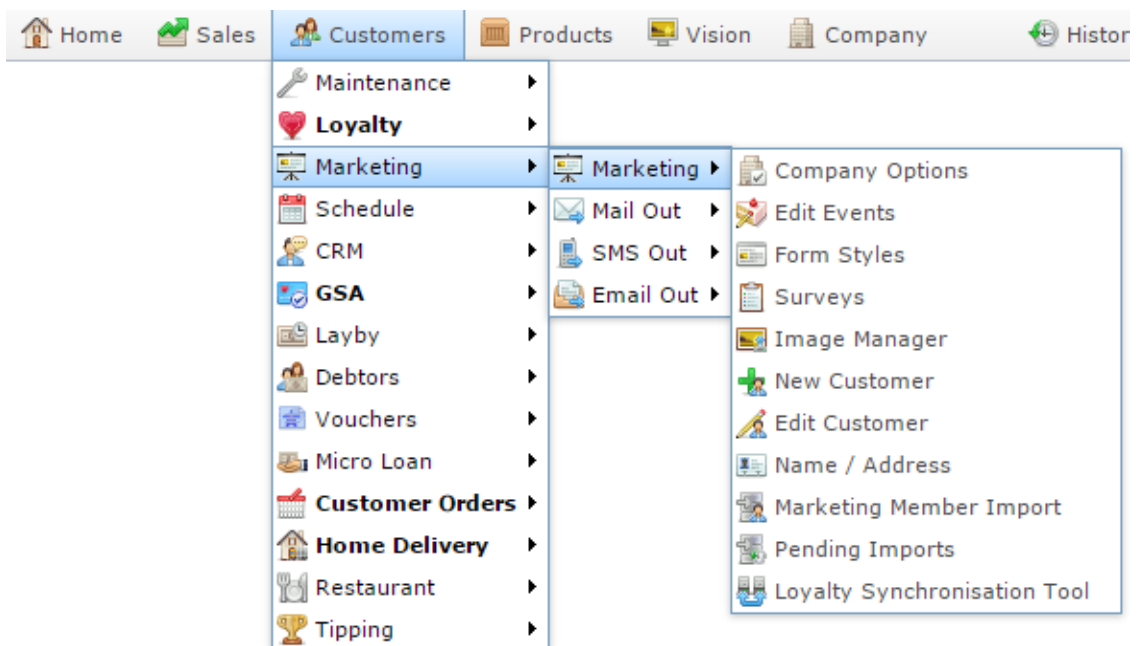 Home Sales Customers Products Vision Company Histor
Maintenance
Loyalty
Marketing Marketing Company Options
Schedule Mail Out Edit Events
CRM SMS Out Form Styles
GSA Email Out Surveys
Layby Image Manager
Debtors New Customer
Vouchers Edit Customer
Micro Loan Name / Address
Customer Orders Marketing Member Import
Home Delivery Pending Imports
Restaurant Loyalty Synchronisation Tool
Tipping